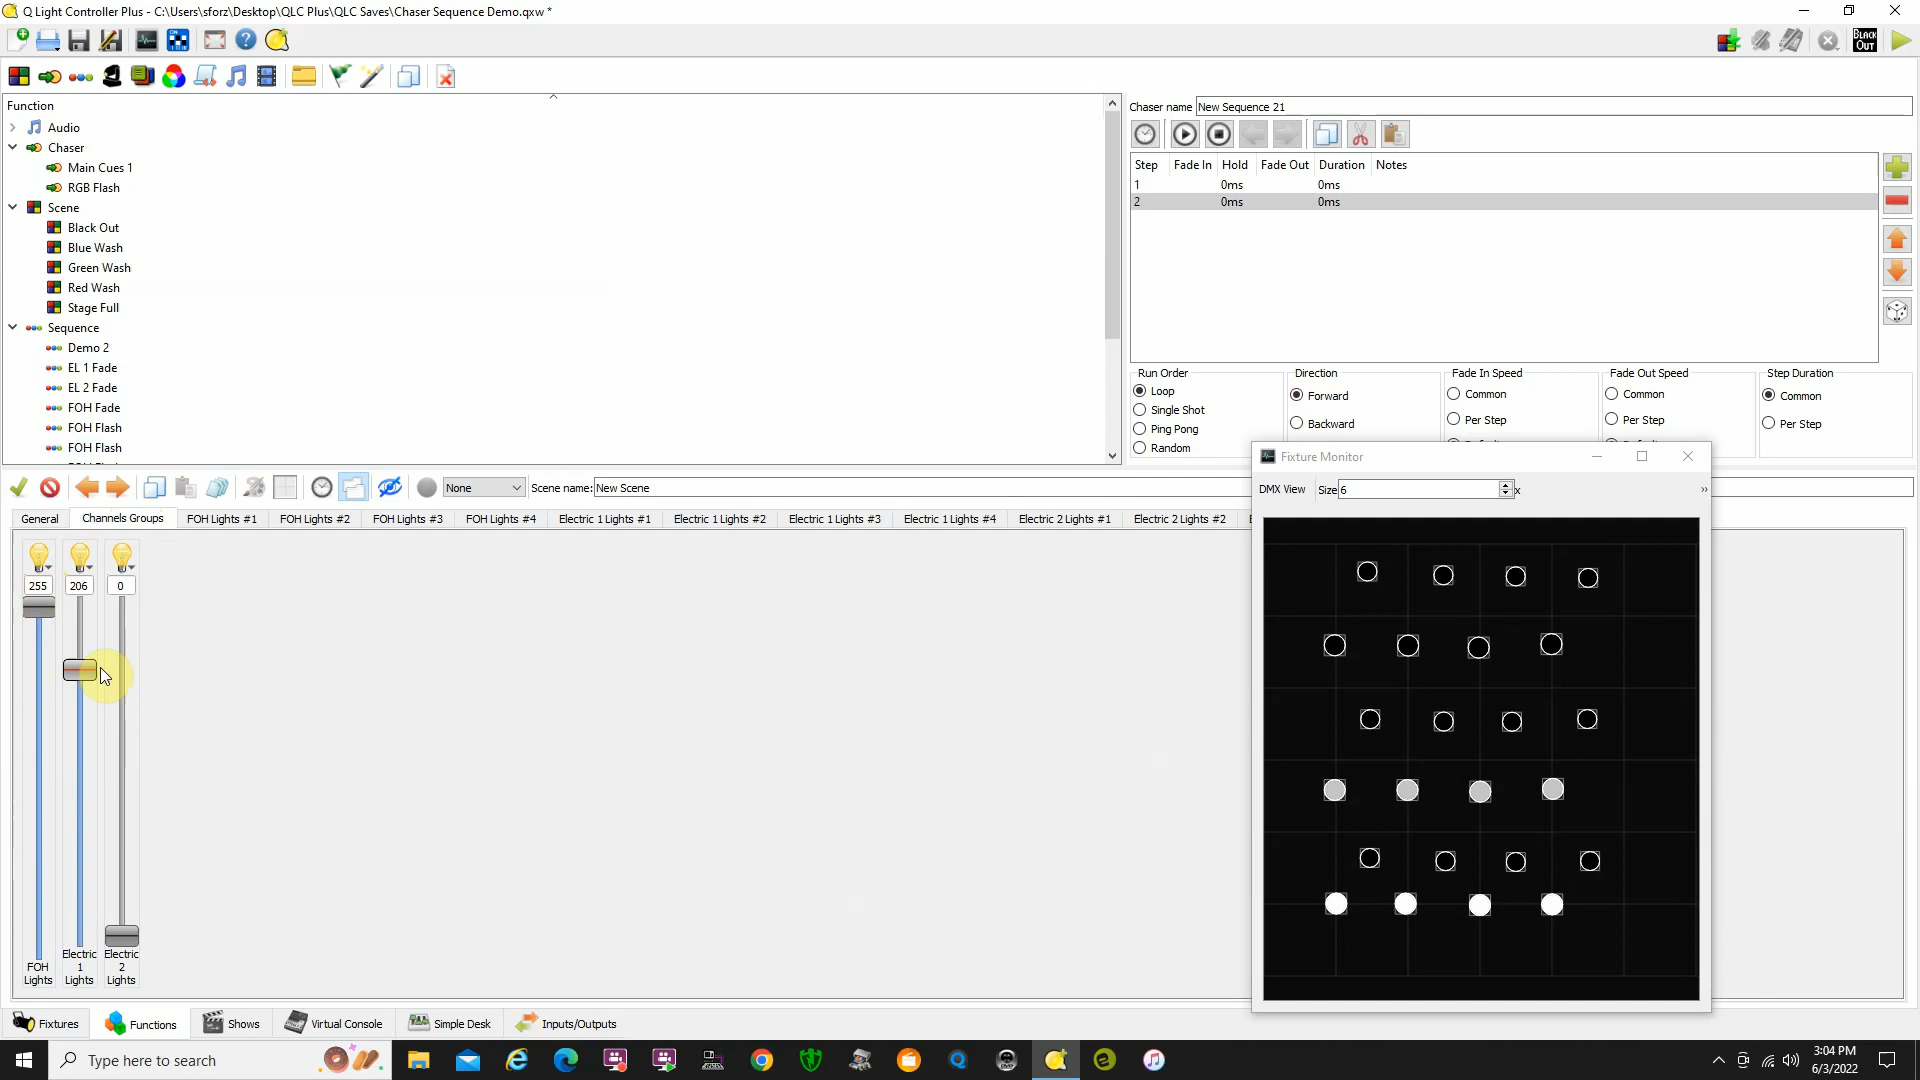 Q Light Controller Plus - C:\Users\sforz\Desktop\QLC Plus\QLC Saves\Chaser Sequence Demo.qxw *
BLACK OUT
Function
Audio
Chaser
Main Cues 1
RGB Flash
Scene
Black Out
Blue Wash
Green Wash
Red Wash
Stage Full
Sequence
Demo 2
EL 1 Fade
EL 2 Fade
FOH Fade
FOH Flash
FOH Flash
Chaser name New Sequence 21
Step Fade In Hold Fade Out Duration Notes
1 0ms 0ms
2 0ms 0ms
Run Order
Loop
Single Shot
Ping Pong
Random
Direction
Forward
Backward
Fade In Speed
Common
Per Step
Fade Out Speed
Common
Per Step
Step Duration
Common
Per Step
None Scene name: New Scene
General Channels Groups FOH Lights #1 FOH Lights #2 FOH Lights #3 FOH Lights #4 Electric 1 Lights #1 Electric 1 Lights #2 Electric 1 Lights #3 Electric 1 Lights #4 Electric 2 Lights #1 Electric 2 Lights #2
255 206 0
FOH Lights
Electric 1 Lights
Electric 2 Lights
Fixture Monitor
DMX View Size 6 x »
Fixtures Functions Shows Virtual Console Simple Desk Inputs/Outputs
Type here to search
3:04 PM
6/3/2022